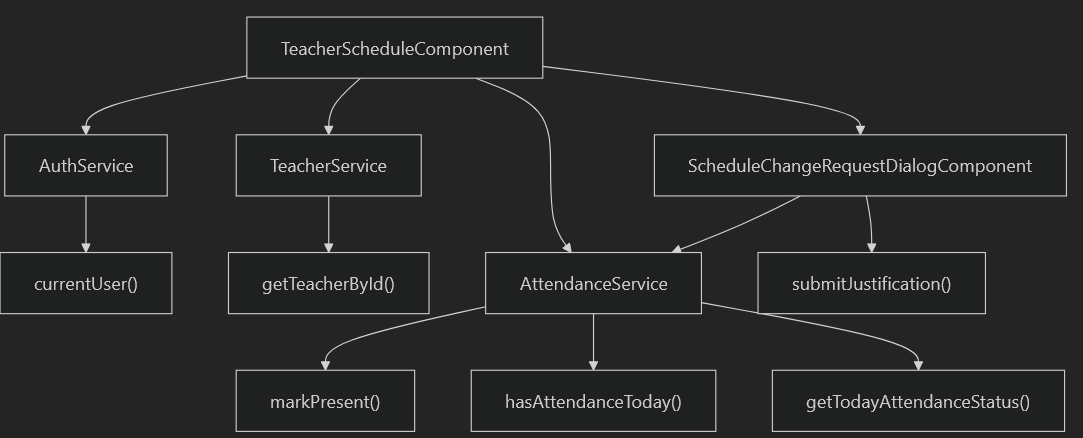 TeacherScheduleComponent
AuthService
TeacherService
ScheduleChangeRequestDialogComponent
currentUser()
getTeacherById()
AttendanceService
submitJustification()
markPresent()
hasAttendanceToday()
getTodayAttendanceStatus()